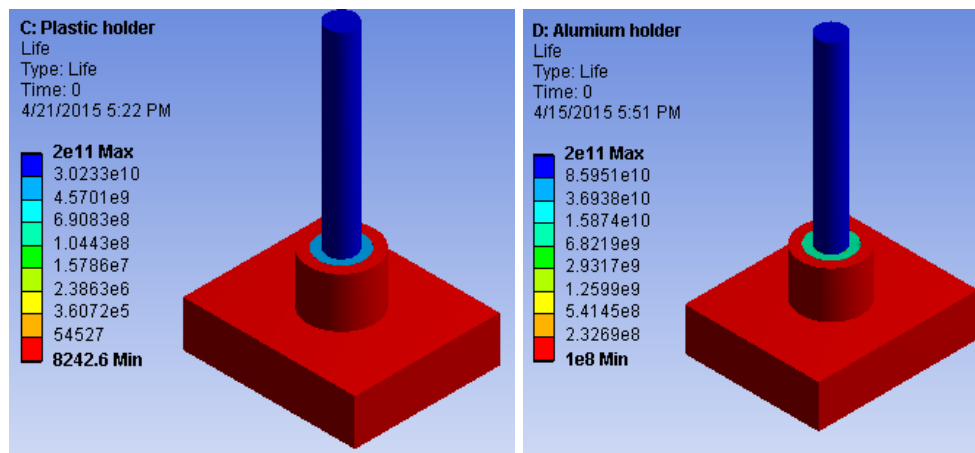 C: Plastic holder
Life
Type: Life
Time: 0
4/21/2015 5:22 PM
2e11 Max
3.0233e10
4.5701e9
6.9083e8
1.0443e8
1.5786e7
2.3863e6
3.6072e5
54527
8242.6 Min
D: Alumium holder
Life
Type: Life
Time: 0
4/15/2015 5:51 PM
2e11 Max
8.5951e10
3.6938e10
1.5874e10
6.8219e9
2.9317e9
1.2599e9
5.4145e8
2.3269e8
1e8 Min